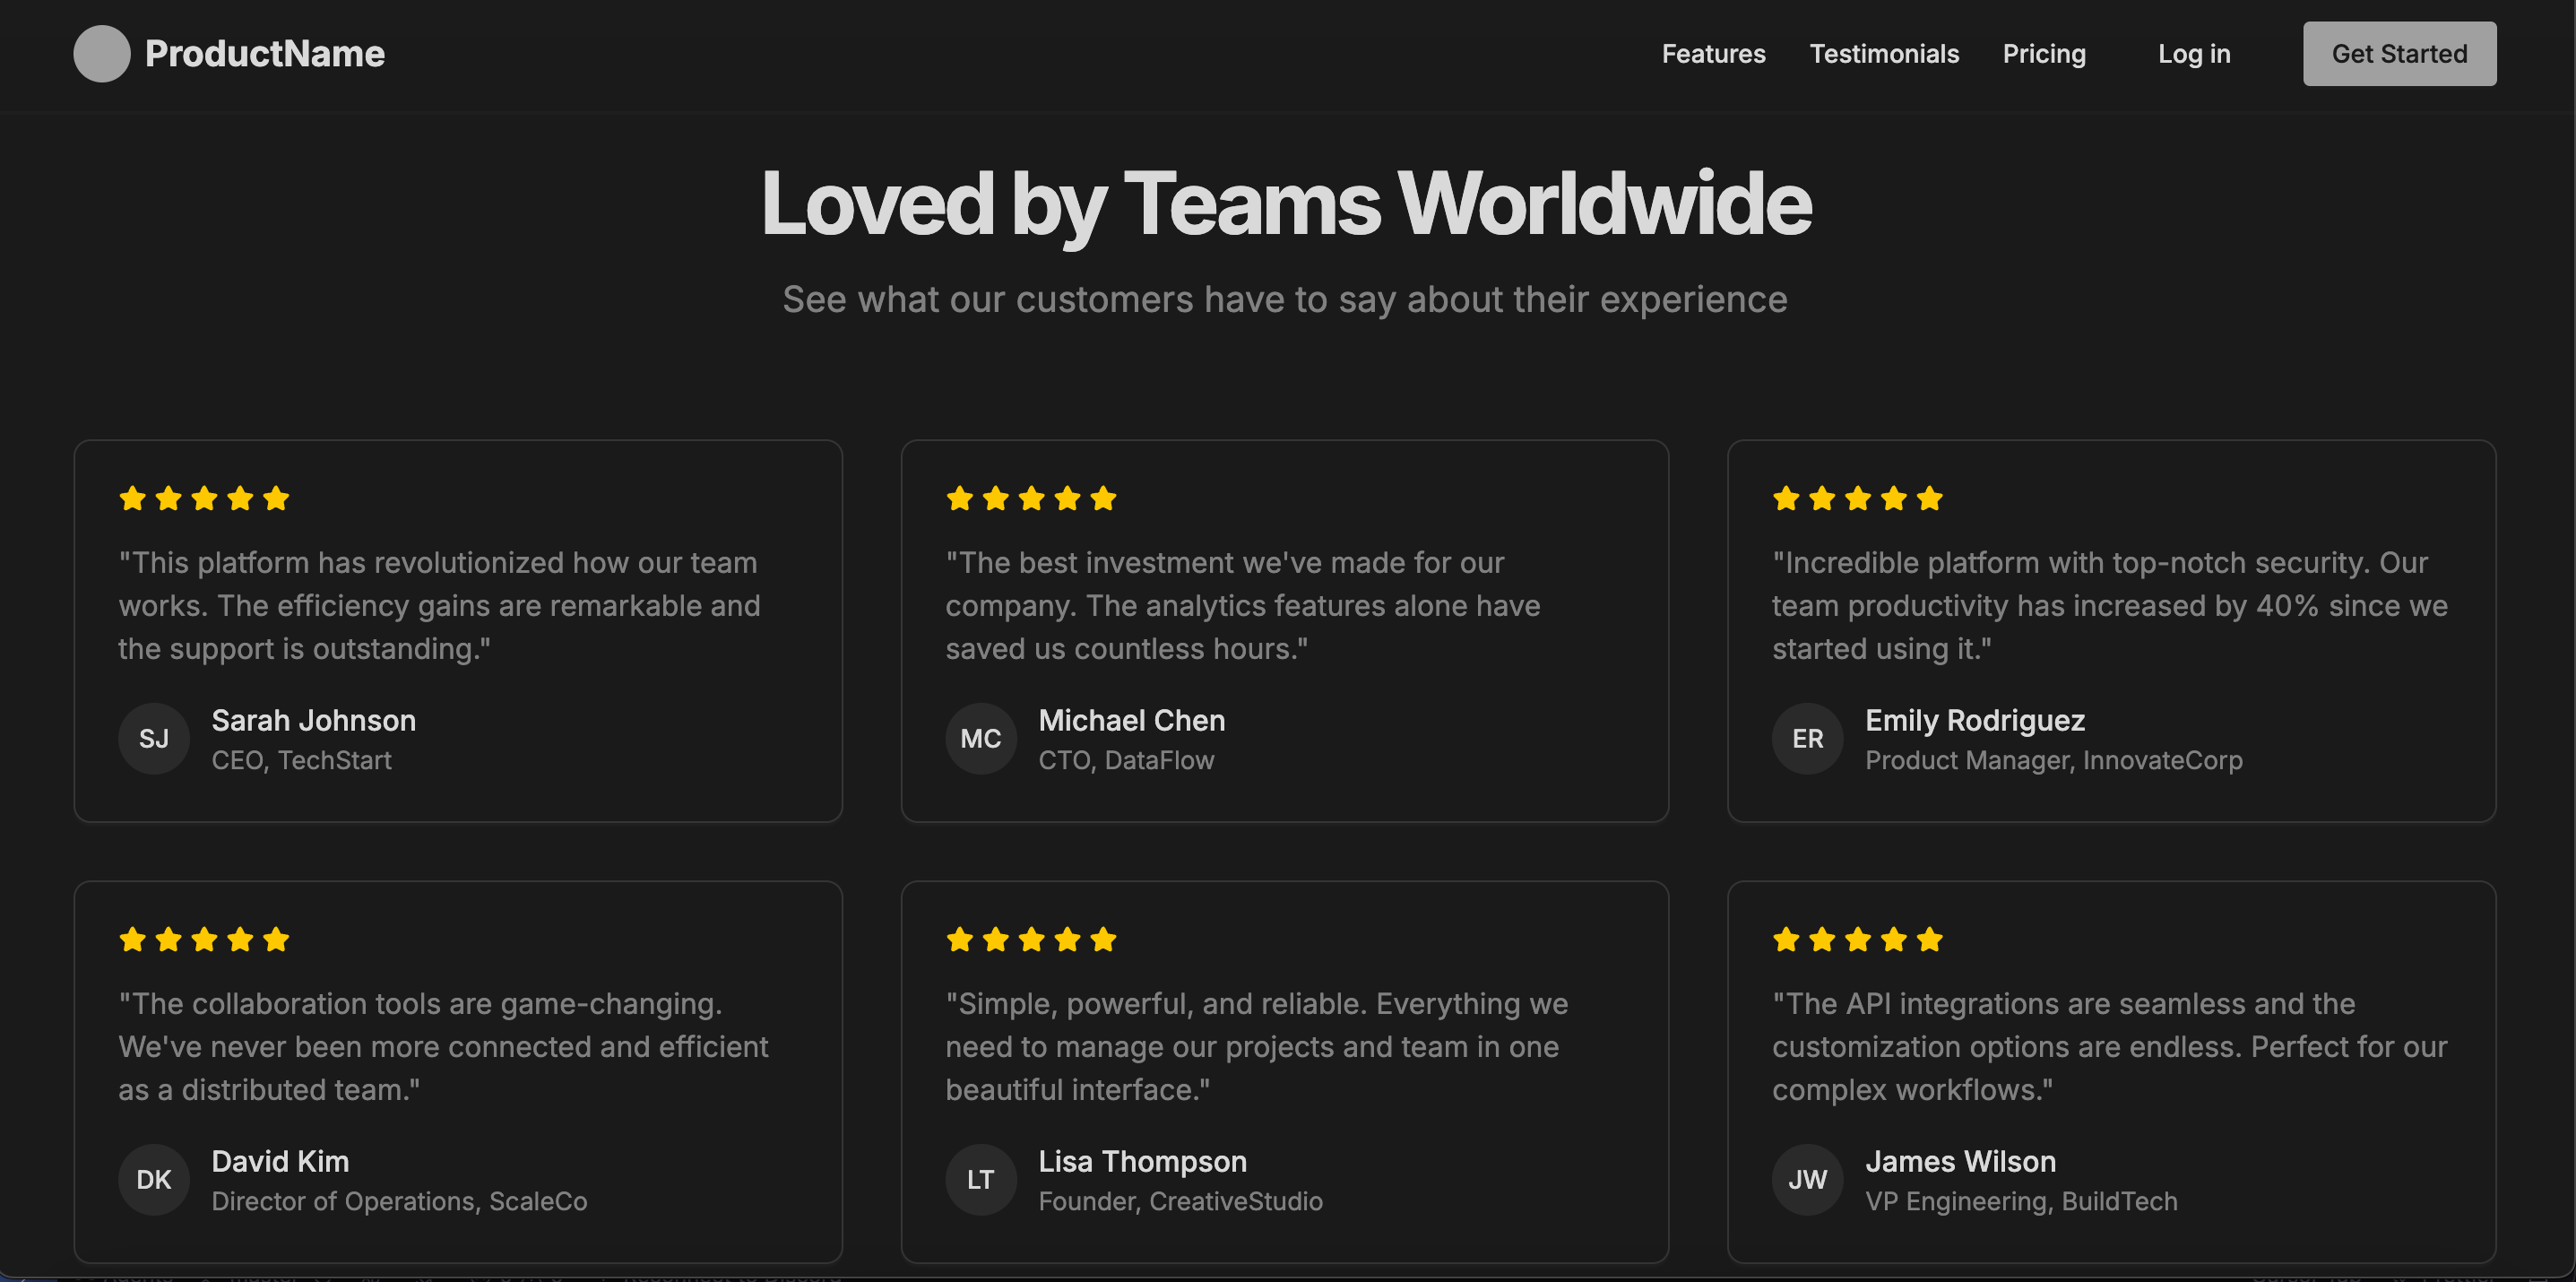 ProductName
Features
Testimonials
Pricing
Log in
Get Started
Loved by Teams Worldwide
See what our customers have to say about their experience
"This platform has revolutionized how our team
works. The efficiency gains are remarkable and
the support is outstanding."
SJ
Sarah Johnson
CEO, TechStart
"The best investment we've made for our
company. The analytics features alone have
saved us countless hours."
MC
Michael Chen
CTO, DataFlow
"Incredible platform with top-notch security. Our
team productivity has increased by 40% since we
started using it."
ER
Emily Rodriguez
Product Manager, InnovateCorp
"The collaboration tools are game-changing.
We've never been more connected and efficient
as a distributed team."
DK
David Kim
Director of Operations, ScaleCo
"Simple, powerful, and reliable. Everything we
need to manage our projects and team in one
beautiful interface."
LT
Lisa Thompson
Founder, CreativeStudio
"The API integrations are seamless and the
customization options are endless. Perfect for our
complex workflows."
JW
James Wilson
VP Engineering, BuildTech